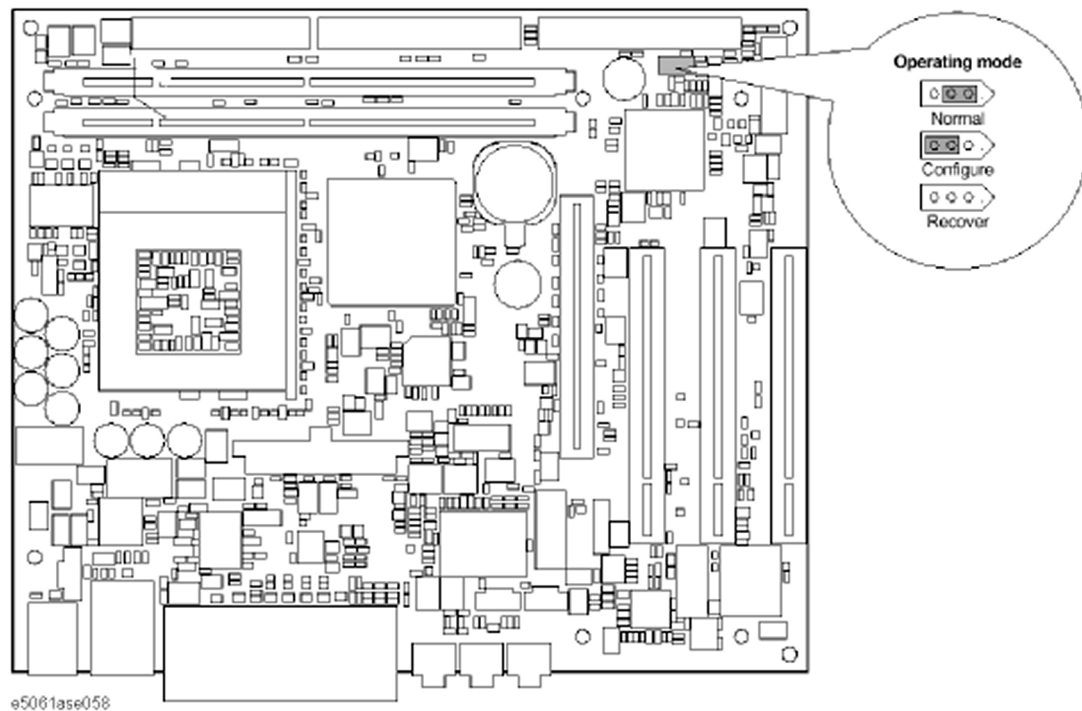 Operating mode
Normal
Configure
Recover
e5061ase058